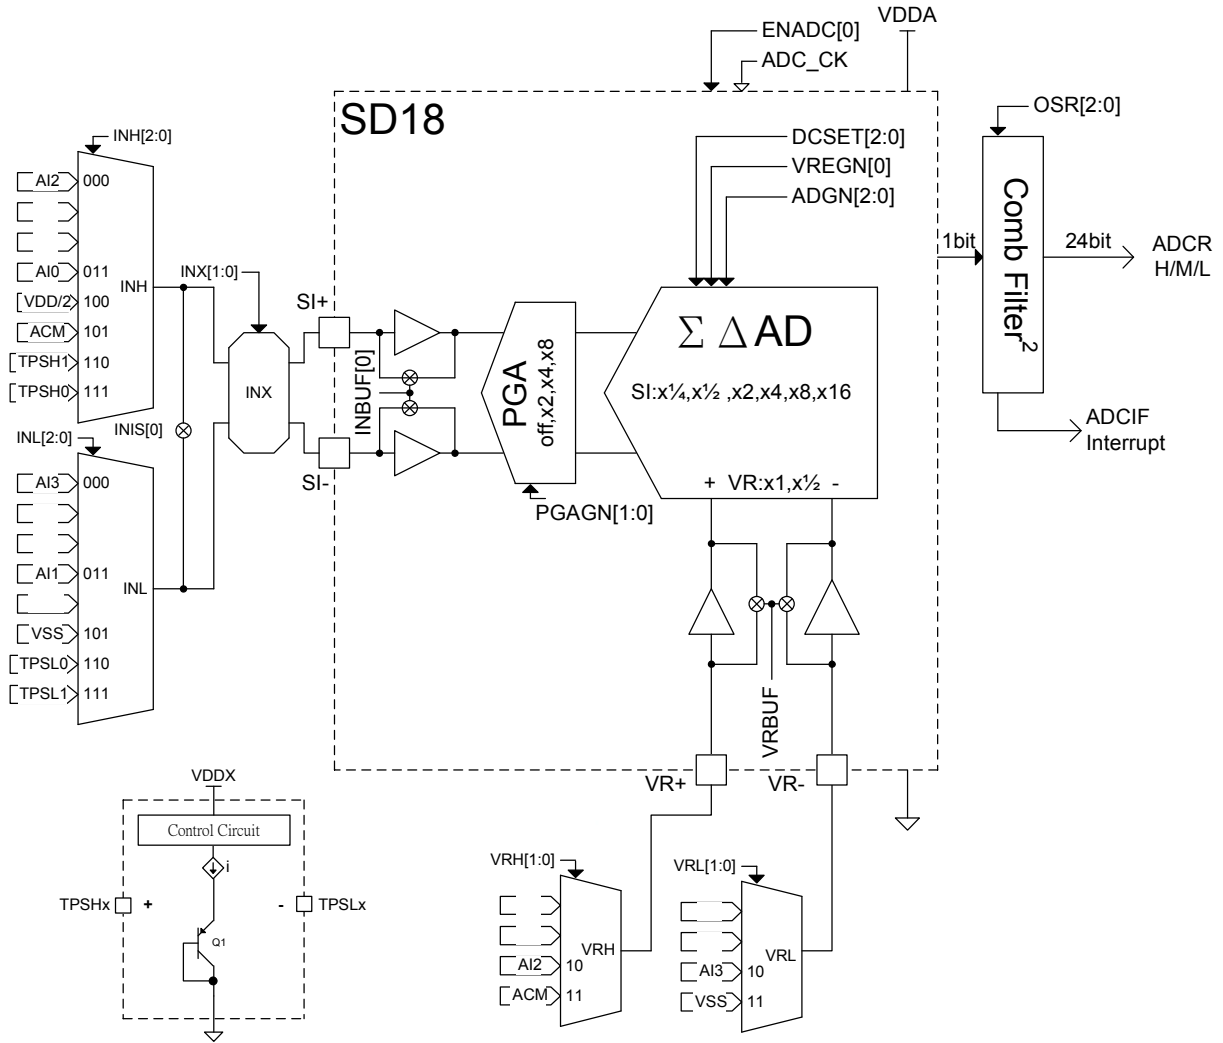 ENADC[0]
VDDA
ADC_CK
SD18
OSR[2:0]
INH[2:0]
DCSET[2:0]
VREGN[0]
ADGN[2:0]
AI2 000
AI0 011
VDD/2 100
ACM 101
TPSH1 110
TPSH0 111
INH
INX[1:0]
INX
INIS[0]
SI+
SI-
INBUF[0]
PGA
off,x2,x4,x8
PGAGN[1:0]
Σ Δ AD
SI:x¼,x½ ,x2,x4,x8,x16
+ VR:x1,x½ -
1bit
Comb Filter²
24bit
ADCR
H/M/L
ADCIF
Interrupt
INL[2:0]
AI3 000
AI1 011
VSS 101
TPSL0 110
TPSL1 111
INL
VRBUF
VR+
VR-
VDDX
Control Circuit
i
TPSHx + - TPSLx
Q1
VRH[1:0]
AI2 10
ACM 11
VRH
VRL[1:0]
AI3 10
VSS 11
VRL